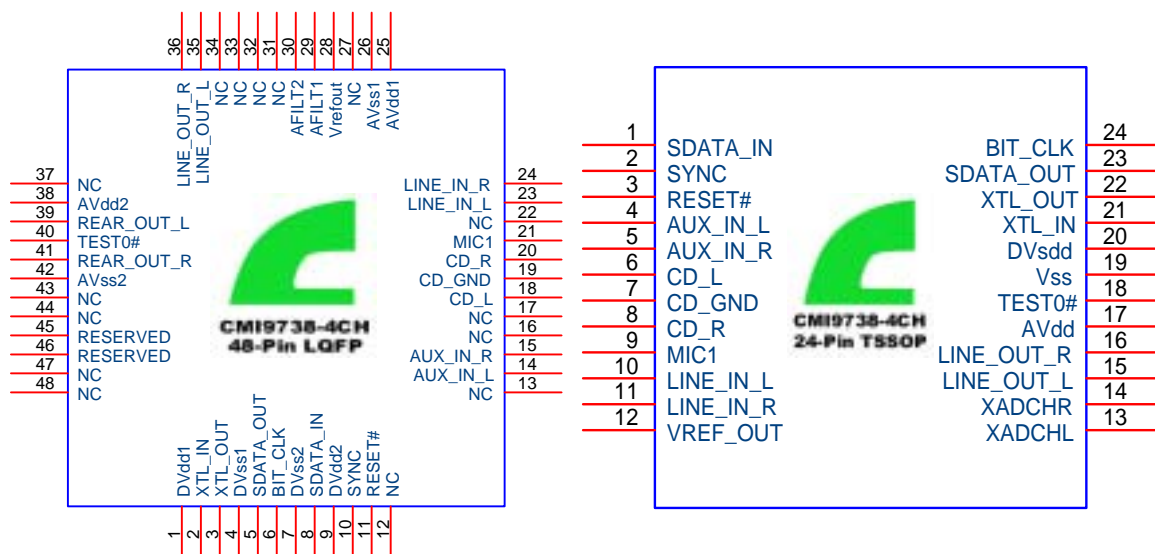 36 35 34 33 32 31 30 29 28 27 26 25
LINE_OUT_R LINE_OUT_L NC NC NC NC AFILT2 AFILT1 Vrefout NC AVss1 AVdd1
37 NC
38 AVdd2
39 REAR_OUT_L
40 TEST0#
41 REAR_OUT_R
42 AVss2
43 NC
44 NC
45 RESERVED
46 RESERVED
47 NC
48 NC
CMI9738-4CH
48-Pin LQFP
LINE_IN_R 24
LINE_IN_L 23
NC 22
MIC1 21
CD_R 20
CD_GND 19
CD_L 18
NC 17
NC 16
AUX_IN_R 15
AUX_IN_L 14
NC 13
DVdd1 XTL_IN XTL_OUT DVss1 SDATA_OUT BIT_CLK DVss2 SDATA_IN DVdd2 SYNC RESET# NC
1 2 3 4 5 6 7 8 9 10 11 12
1 SDATA_IN
2 SYNC
3 RESET#
4 AUX_IN_L
5 AUX_IN_R
6 CD_L
7 CD_GND
8 CD_R
9 MIC1
10 LINE_IN_L
11 LINE_IN_R
12 VREF_OUT
CMI9738-4CH
24-Pin TSSOP
BIT_CLK 24
SDATA_OUT 23
XTL_OUT 22
XTL_IN 21
DVsdd 20
Vss 19
TEST0# 18
AVdd 17
LINE_OUT_R 16
LINE_OUT_L 15
XADCHR 14
XADCHL 13